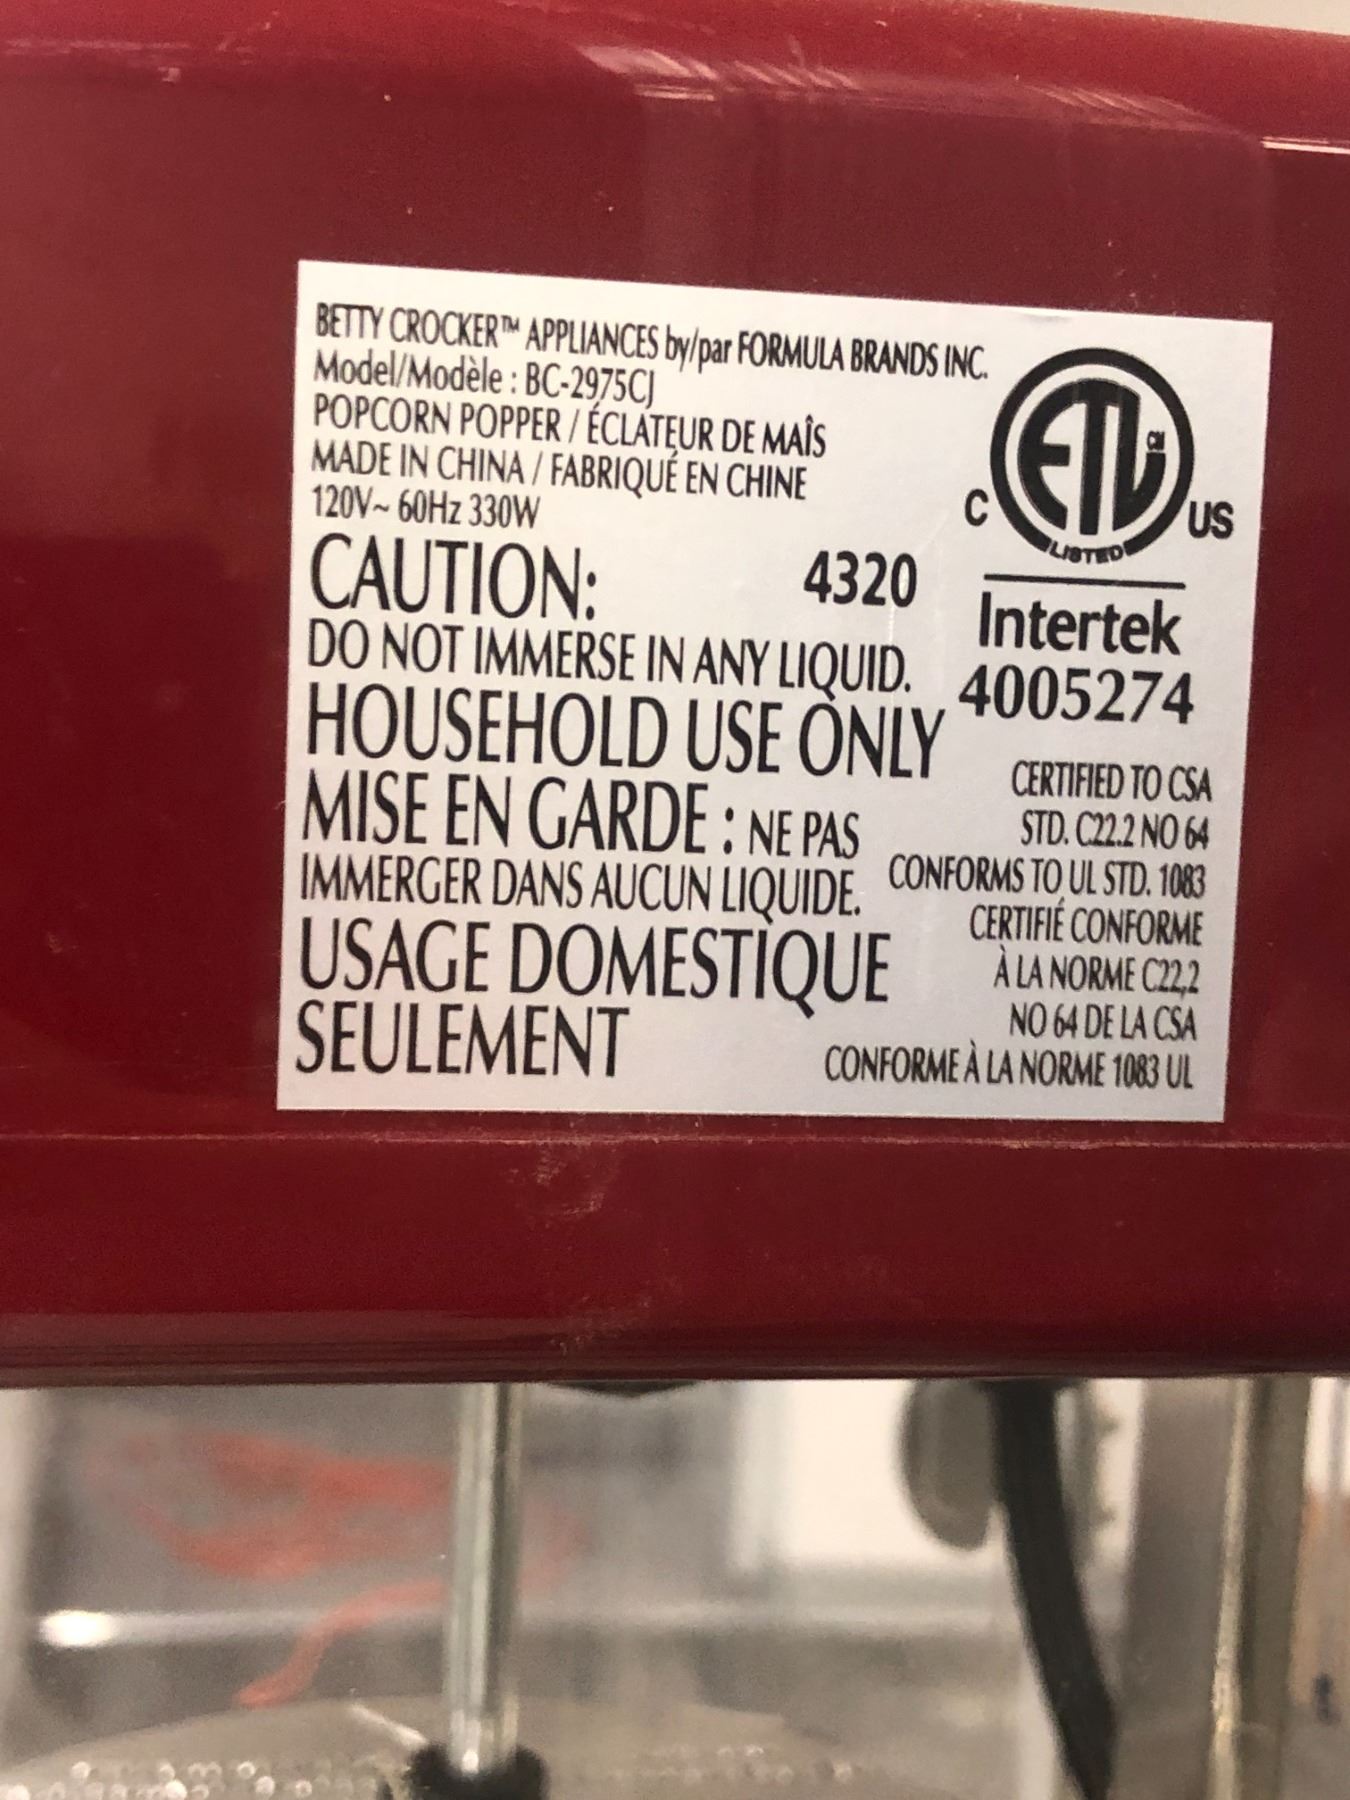 BETTY CROCKER™ APPLIANCES by/par FORMULA BRANDS INC.
Model/Modèle : BC-2975CJ
POPCORN POPPER / ÉCLATEUR DE MAÎS
MADE IN CHINA / FABRIQUÉ EN CHINE
120V~ 60Hz 330W
CAUTION:
4320
DO NOT IMMERSE IN ANY LIQUID.
HOUSEHOLD USE ONLY
MISE EN GARDE : NE PAS
IMMERGER DANS AUCUN LIQUIDE.
USAGE DOMESTIQUE
SEULEMENT
C ETL CM US
LISTED
Intertek
4005274
CERTIFIED TO CSA
STD. C22.2 NO 64
CONFORMS TO UL STD. 1083
CERTIFIÉ CONFORME
À LA NORME C22,2
NO 64 DE LA CSA
CONFORME À LA NORME 1083 UL